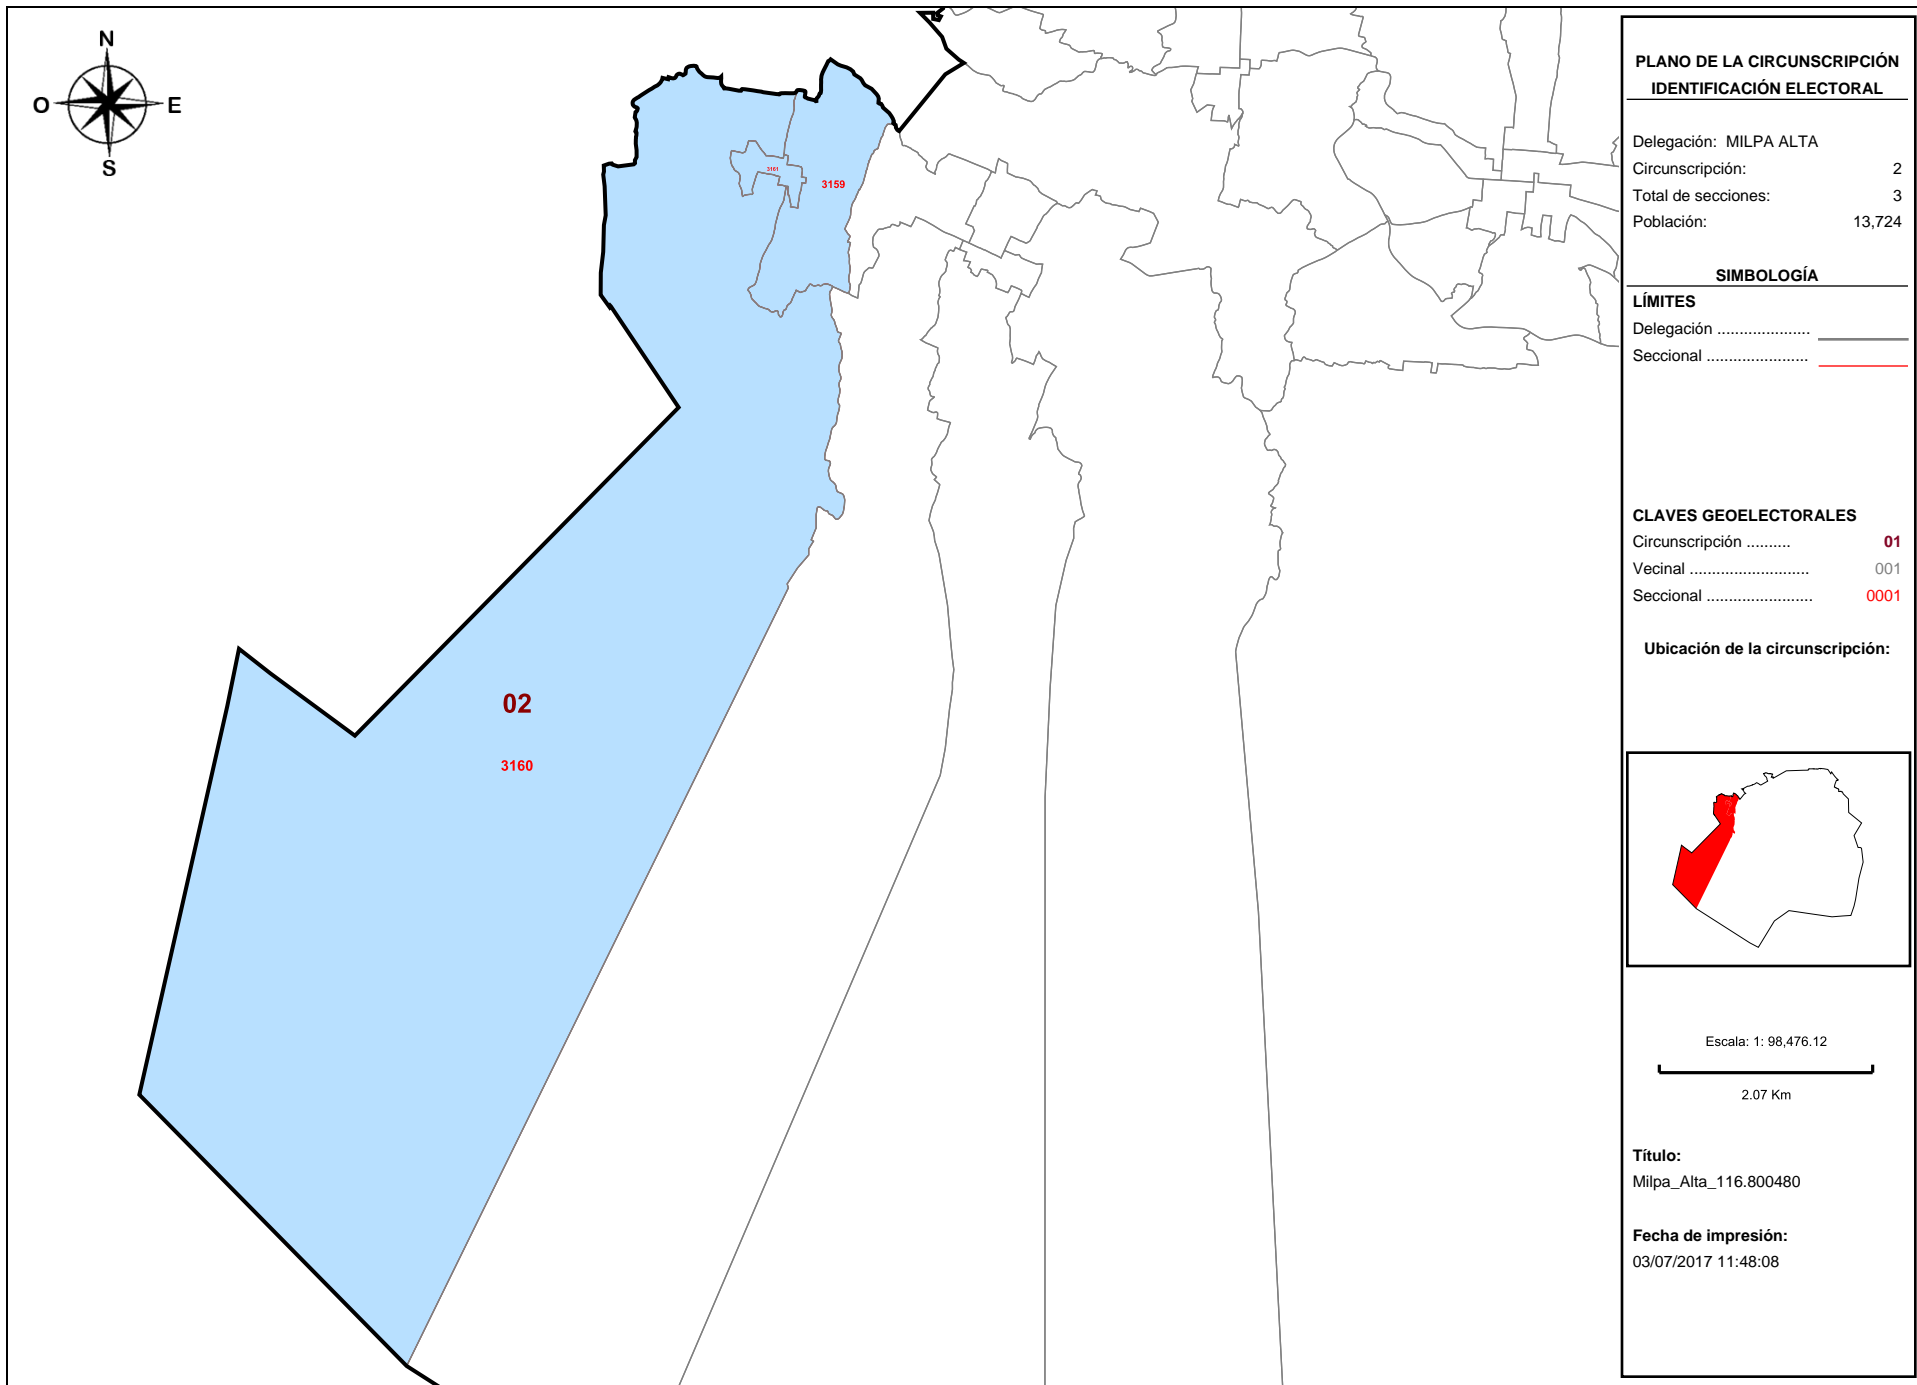 N
O
E
S
3161
3159
02
3160
PLANO DE LA CIRCUNSCRIPCIÓN
IDENTIFICACIÓN ELECTORAL
Delegación: MILPA ALTA
Circunscripción: 2
Total de secciones: 3
Población: 13,724
SIMBOLOGÍA
LÍMITES
Delegación .....................
Seccional .......................
CLAVES GEOELECTORALES
Circunscripción .......... 01
Vecinal ........................... 001
Seccional ........................ 0001
Ubicación de la circunscripción:
Escala: 1: 98,476.12
2.07 Km
Título:
Milpa_Alta_116.800480
Fecha de impresión:
03/07/2017 11:48:08